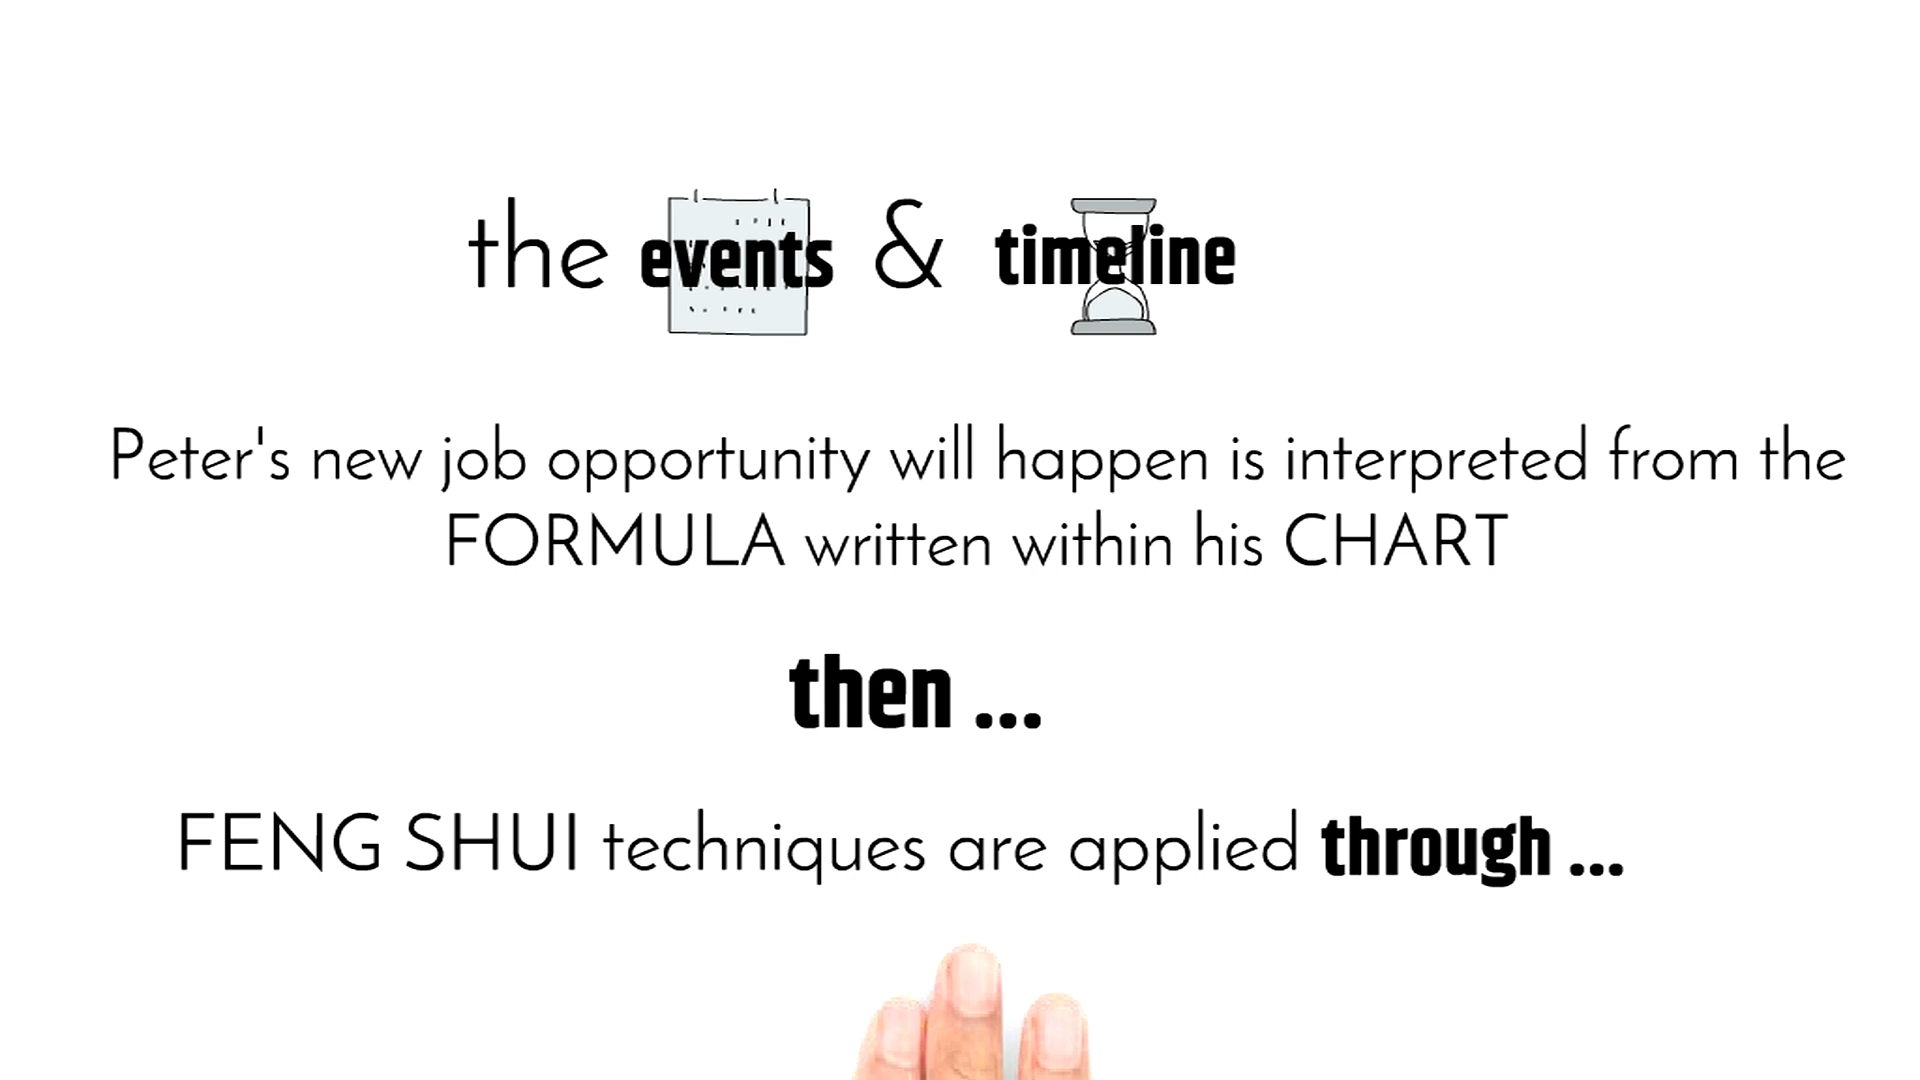 the events & timeline
Peter's new job opportunity will happen is interpreted from the
FORMULA written within his CHART
then ...
FENG SHUI techniques are applied through ...